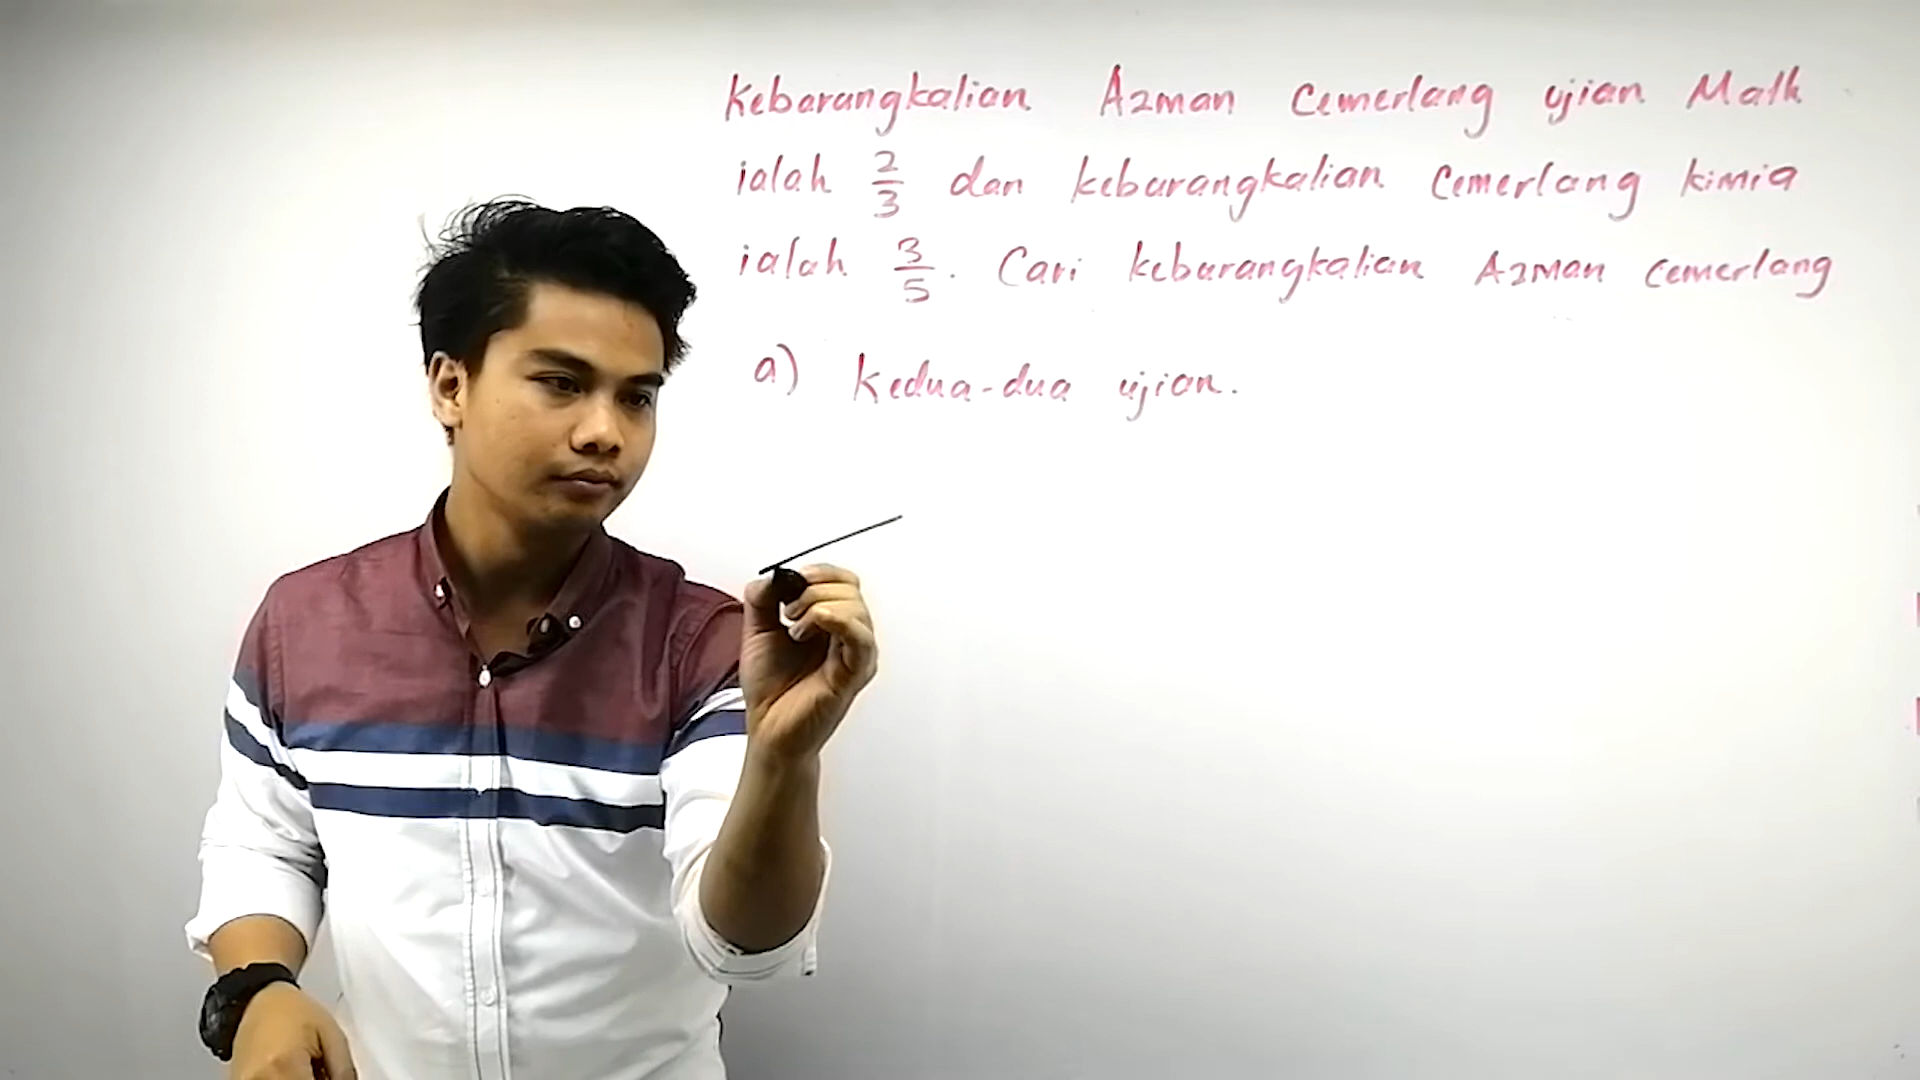 Kebarangkalian Azman Cemerlang ujian Math
ialah 2/3 dan kebarangkalian Cemerlang kimia
ialah 3/5. Cari kebarangkalian Azman cemerlang
a) Kedua-dua ujian.